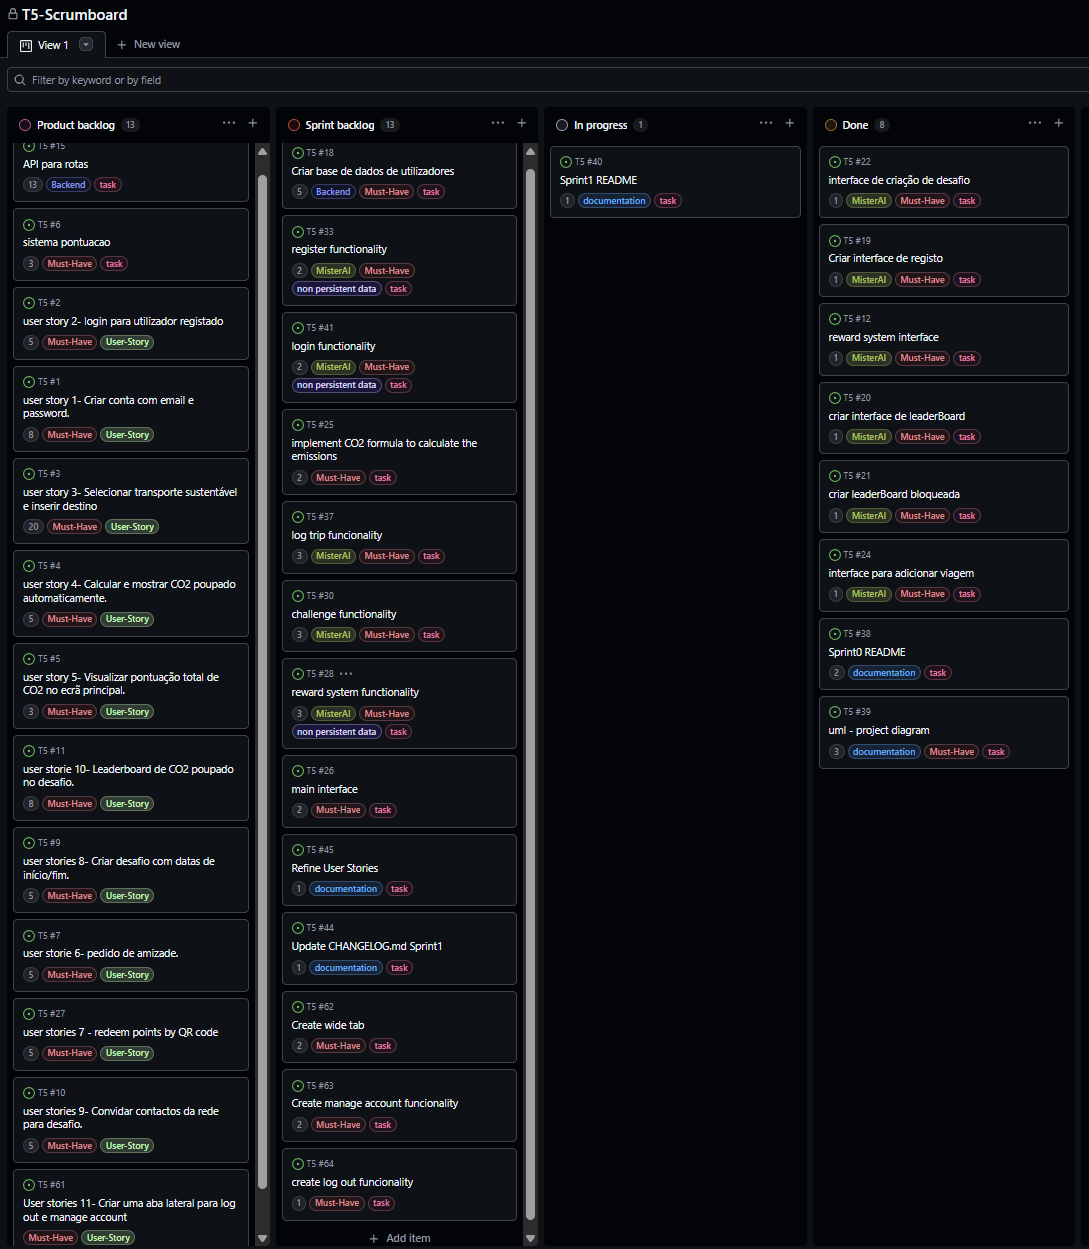 T5-Scrumboard
View 1
New view
Filter by keyword or by field
Product backlog 13
T5 #15
API para rotas
13 Backend task
T5 #6
sistema pontuacao
3 Must-Have task
T5 #2
user story 2- login para utilizador registado
5 Must-Have User-Story
T5 #1
user story 1- Criar conta com email e
password.
8 Must-Have User-Story
T5 #3
user story 3- Selecionar transporte sustentável
e inserir destino
20 Must-Have User-Story
T5 #4
user story 4- Calcular e mostrar CO2 poupado
automaticamente.
5 Must-Have User-Story
T5 #5
user story 5- Visualizar pontuação total de
CO2 no ecrã principal.
3 Must-Have User-Story
T5 #11
user storie 10- Leaderboard de CO2 poupado
no desafio.
8 Must-Have User-Story
T5 #9
user stories 8- Criar desafio com datas de
início/fim.
5 Must-Have User-Story
T5 #7
user storie 6- pedido de amizade.
5 Must-Have User-Story
T5 #27
user stories 7 - redeem points by QR code
5 Must-Have User-Story
T5 #10
user stories 9- Convidar contactos da rede
para desafio.
5 Must-Have User-Story
T5 #61
User stories 11- Criar uma aba lateral para log
out e manage account
Must-Have User-Story
Sprint backlog 13
T5 #18
Criar base de dados de utilizadores
5 Backend Must-Have task
T5 #33
register functionality
2 MisterAI Must-Have
non persistent data task
T5 #41
login functionality
2 MisterAI Must-Have
non persistent data task
T5 #25
implement CO2 formula to calculate the
emissions
2 Must-Have task
T5 #37
log trip funcionality
3 MisterAI Must-Have task
T5 #30
challenge functionality
3 MisterAI Must-Have task
T5 #28
reward system functionality
3 MisterAI Must-Have
non persistent data task
T5 #26
main interface
2 Must-Have task
T5 #45
Refine User Stories
1 documentation task
T5 #44
Update CHANGELOG.md Sprint1
1 documentation task
T5 #62
Create wide tab
2 Must-Have task
T5 #63
Create manage account funcionality
2 Must-Have task
T5 #64
create log out funcionality
1 Must-Have task
Add item
In progress 1
T5 #40
Sprint1 README
1 documentation task
Done 8
T5 #22
interface de criação de desafio
1 MisterAI Must-Have task
T5 #19
Criar interface de registo
1 MisterAI Must-Have task
T5 #12
reward system interface
1 MisterAI Must-Have task
T5 #20
criar interface de leaderBoard
1 MisterAI Must-Have task
T5 #21
criar leaderBoard bloqueada
1 MisterAI Must-Have task
T5 #24
interface para adicionar viagem
1 MisterAI Must-Have task
T5 #38
Sprint0 README
2 documentation task
T5 #39
uml - project diagram
3 documentation Must-Have task